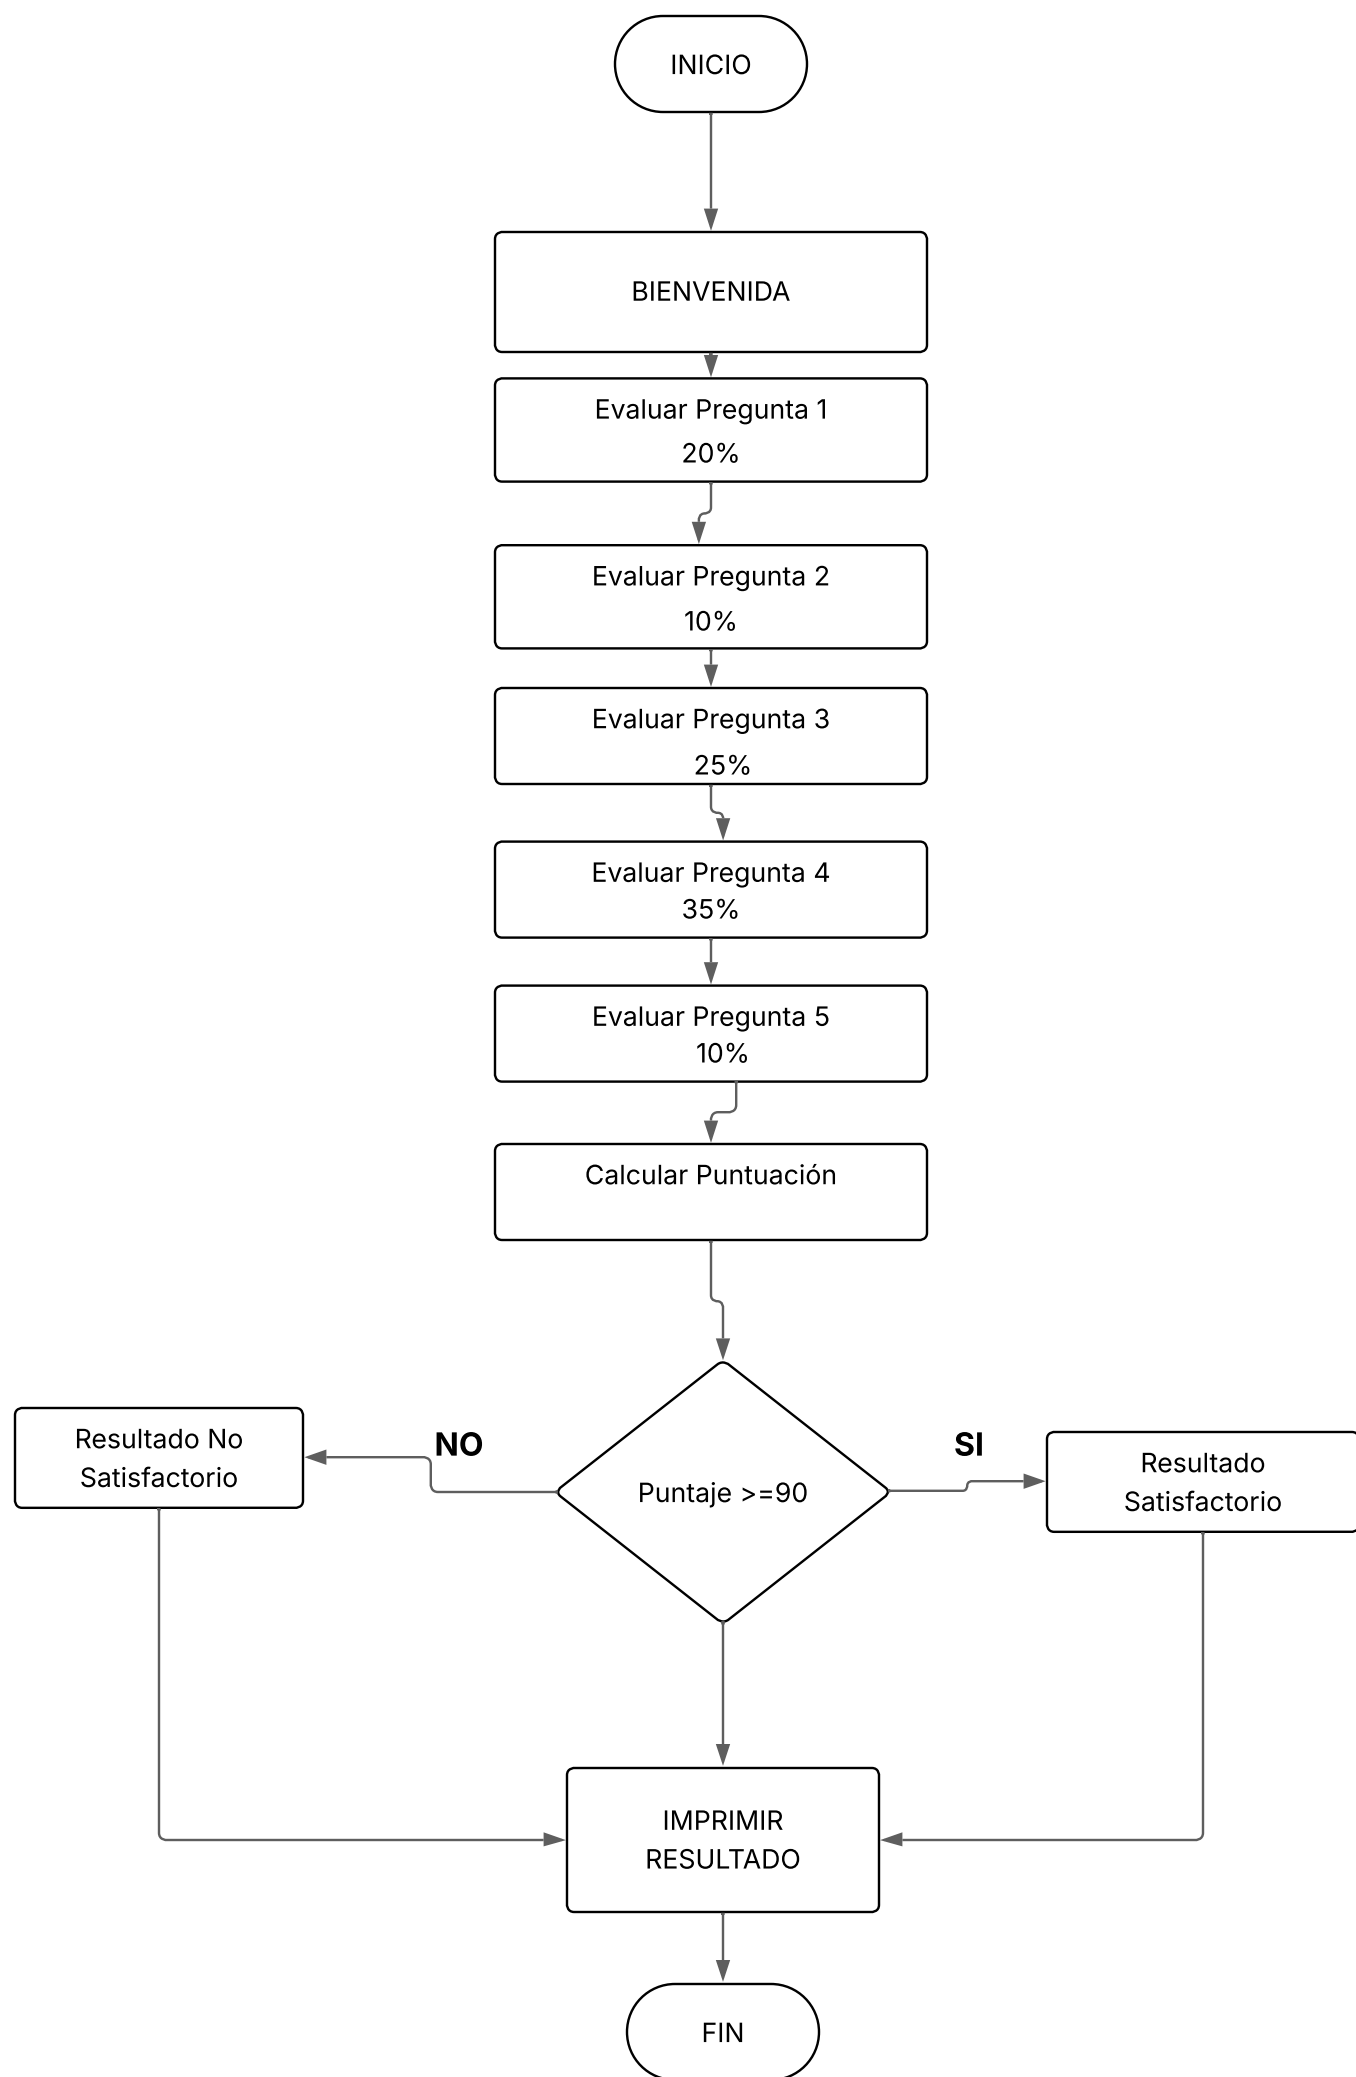 INICIO
BIENVENIDA
Evaluar Pregunta 1
20%
Evaluar Pregunta 2
10%
Evaluar Pregunta 3
25%
Evaluar Pregunta 4
35%
Evaluar Pregunta 5
10%
Calcular Puntuación
Resultado No
Satisfactorio
NO
Puntaje >=90
SI
Resultado
Satisfactorio
IMPRIMIR
RESULTADO
FIN